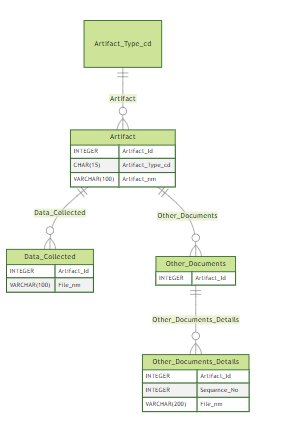 Artifact_Type_cd
Artifact
Artifact
INTEGER Artifact_Id
CHAR(15) Artifact_Type_cd
VARCHAR(100) Artifact_nm
Data_Collected
Other_Documents
Data_Collected
INTEGER Artifact_Id
VARCHAR(100) File_nm
Other_Documents
INTEGER Artifact_Id
Other_Documents_Details
Other_Documents_Details
INTEGER Artifact_Id
INTEGER Sequence_No
VARCHAR(200) File_nm